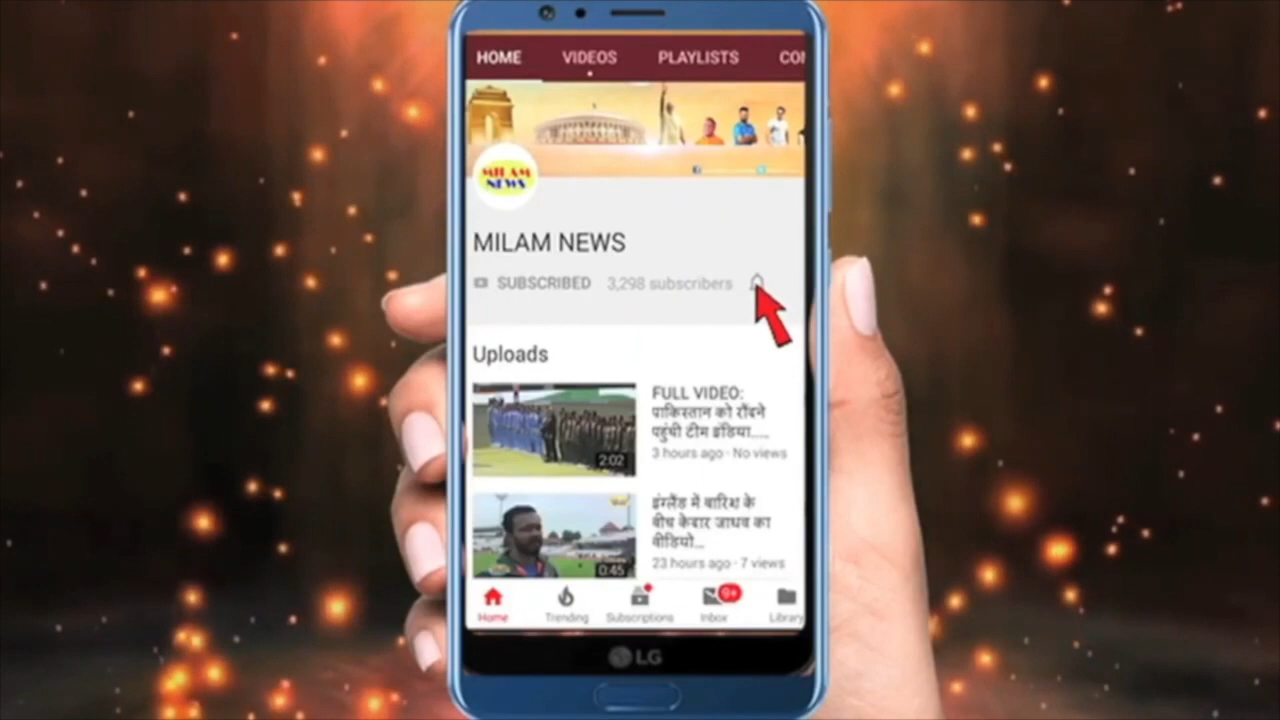 HOME VIDEOS PLAYLISTS CO
MILAM
NEWS
MILAM NEWS
SUBSCRIBED 3,298 subscribers
Uploads
FULL VIDEO:
पाकिस्तान को रौंदने
पहुंची टीम इंडिया.....
3 hours ago · No views
2:02
इंग्लैंड में बारिश के
बीच केदार जाधव का
वीडियो...
23 hours ago · 7 views
0:45
9+
Home Trending Subscriptions Inbox Library
LG